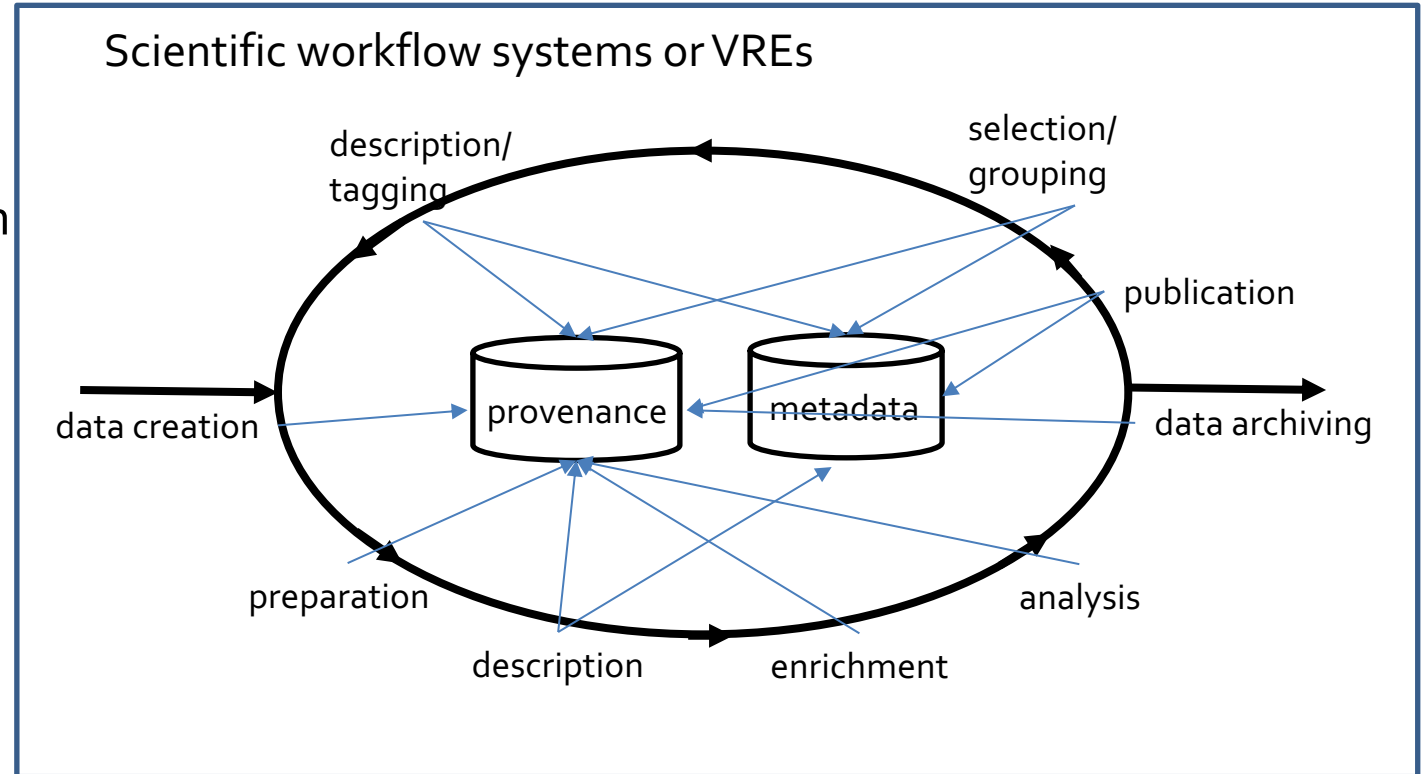 Scientific workflow systems or VREs
description/
tagging
selection/
grouping
n
publication
provenance
metadata
data creation
data archiving
preparation
analysis
description
enrichment